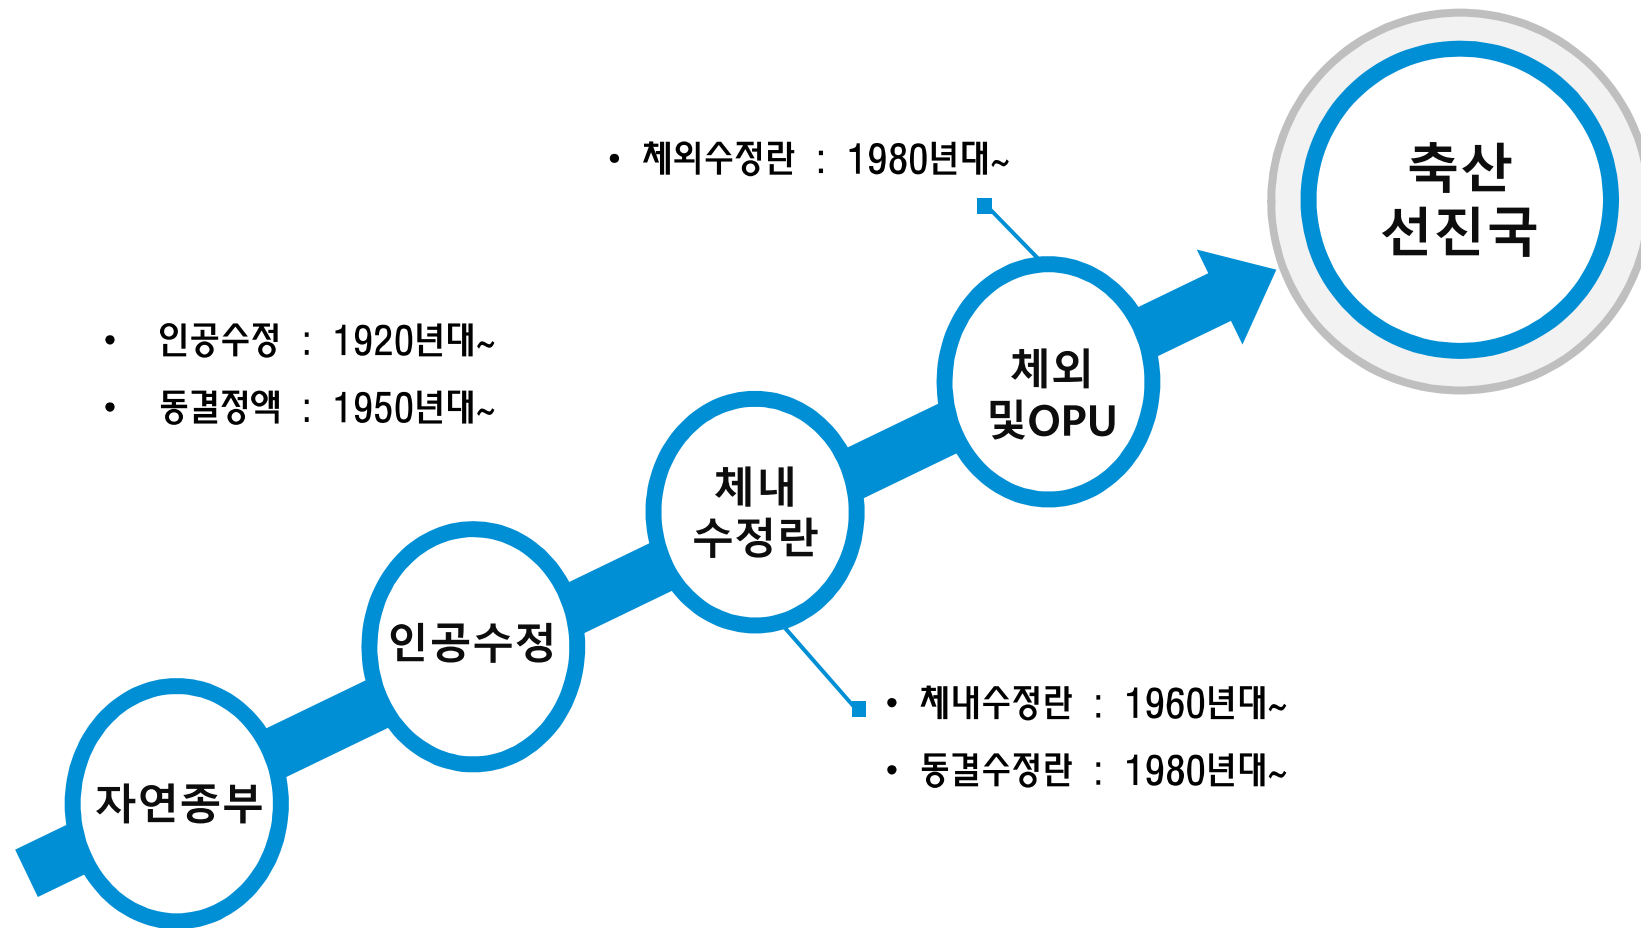 축산
선진국
• 체외수정란 : 1980년대~
• 인공수정 : 1920년대~
• 동결정액 : 1950년대~
체외
및OPU
체내
수정란
인공수정
• 체내수정란 : 1960년대~
• 동결수정란 : 1980년대~
자연종부